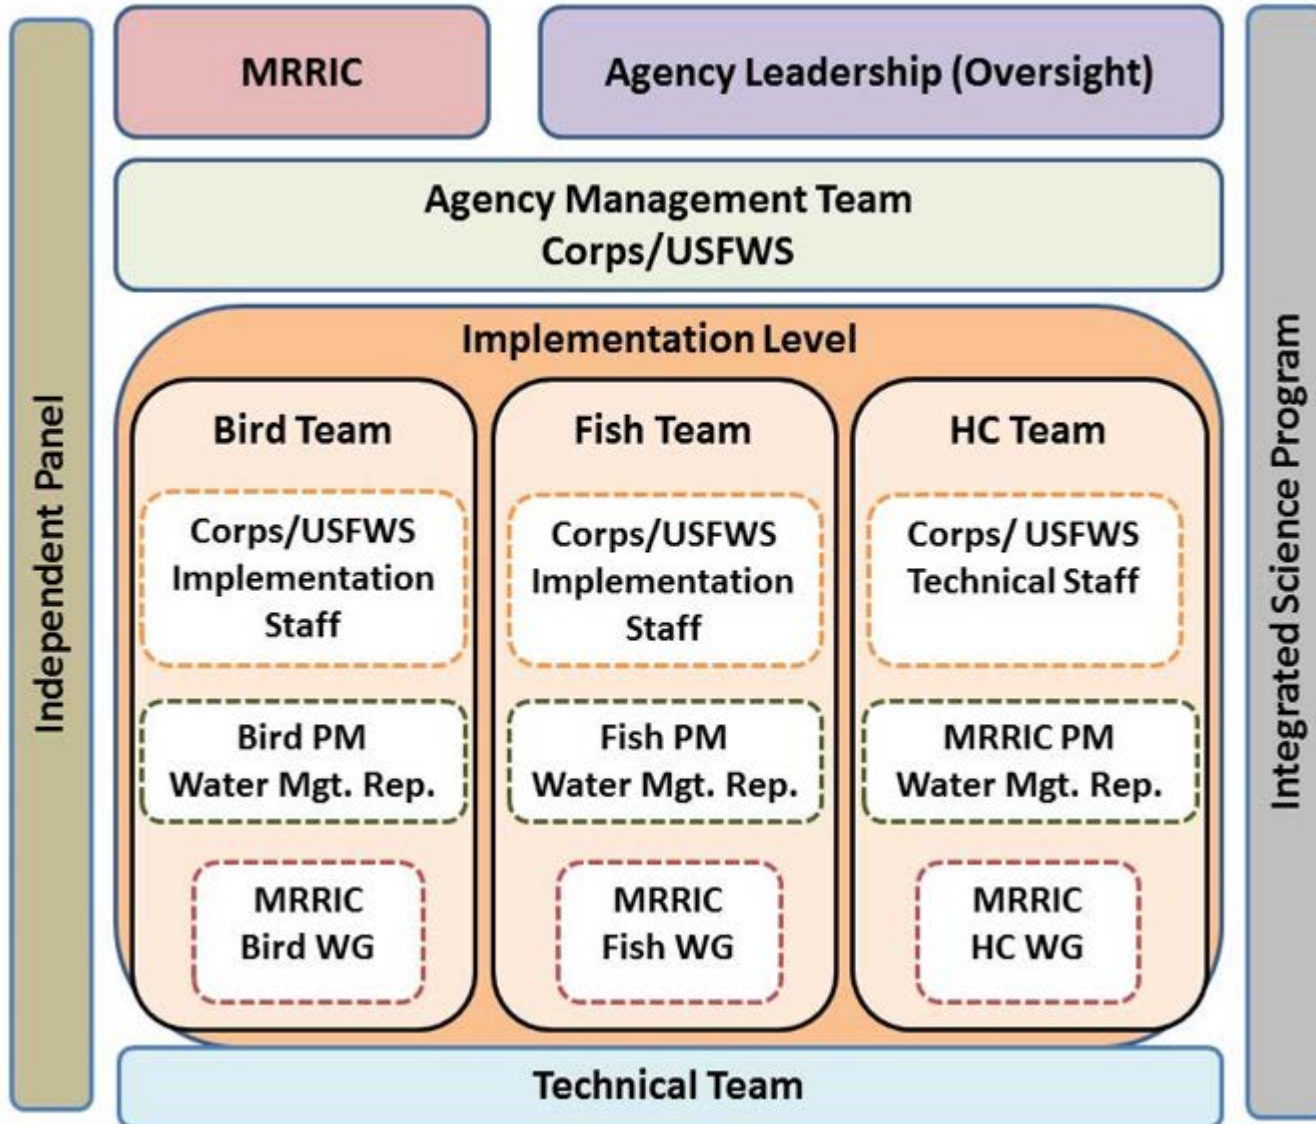 Independent Panel
MRRIC
Agency Leadership (Oversight)
Agency Management Team
Corps/USFWS
Implementation Level
Bird Team
Corps/USFWS
Implementation
Staff
Bird PM
Water Mgt. Rep.
MRRIC
Bird WG
Fish Team
Corps/USFWS
Implementation
Staff
Fish PM
Water Mgt. Rep.
MRRIC
Fish WG
HC Team
Corps/ USFWS
Technical Staff
MRRIC PM
Water Mgt. Rep.
MRRIC
HC WG
Technical Team
Integrated Science Program